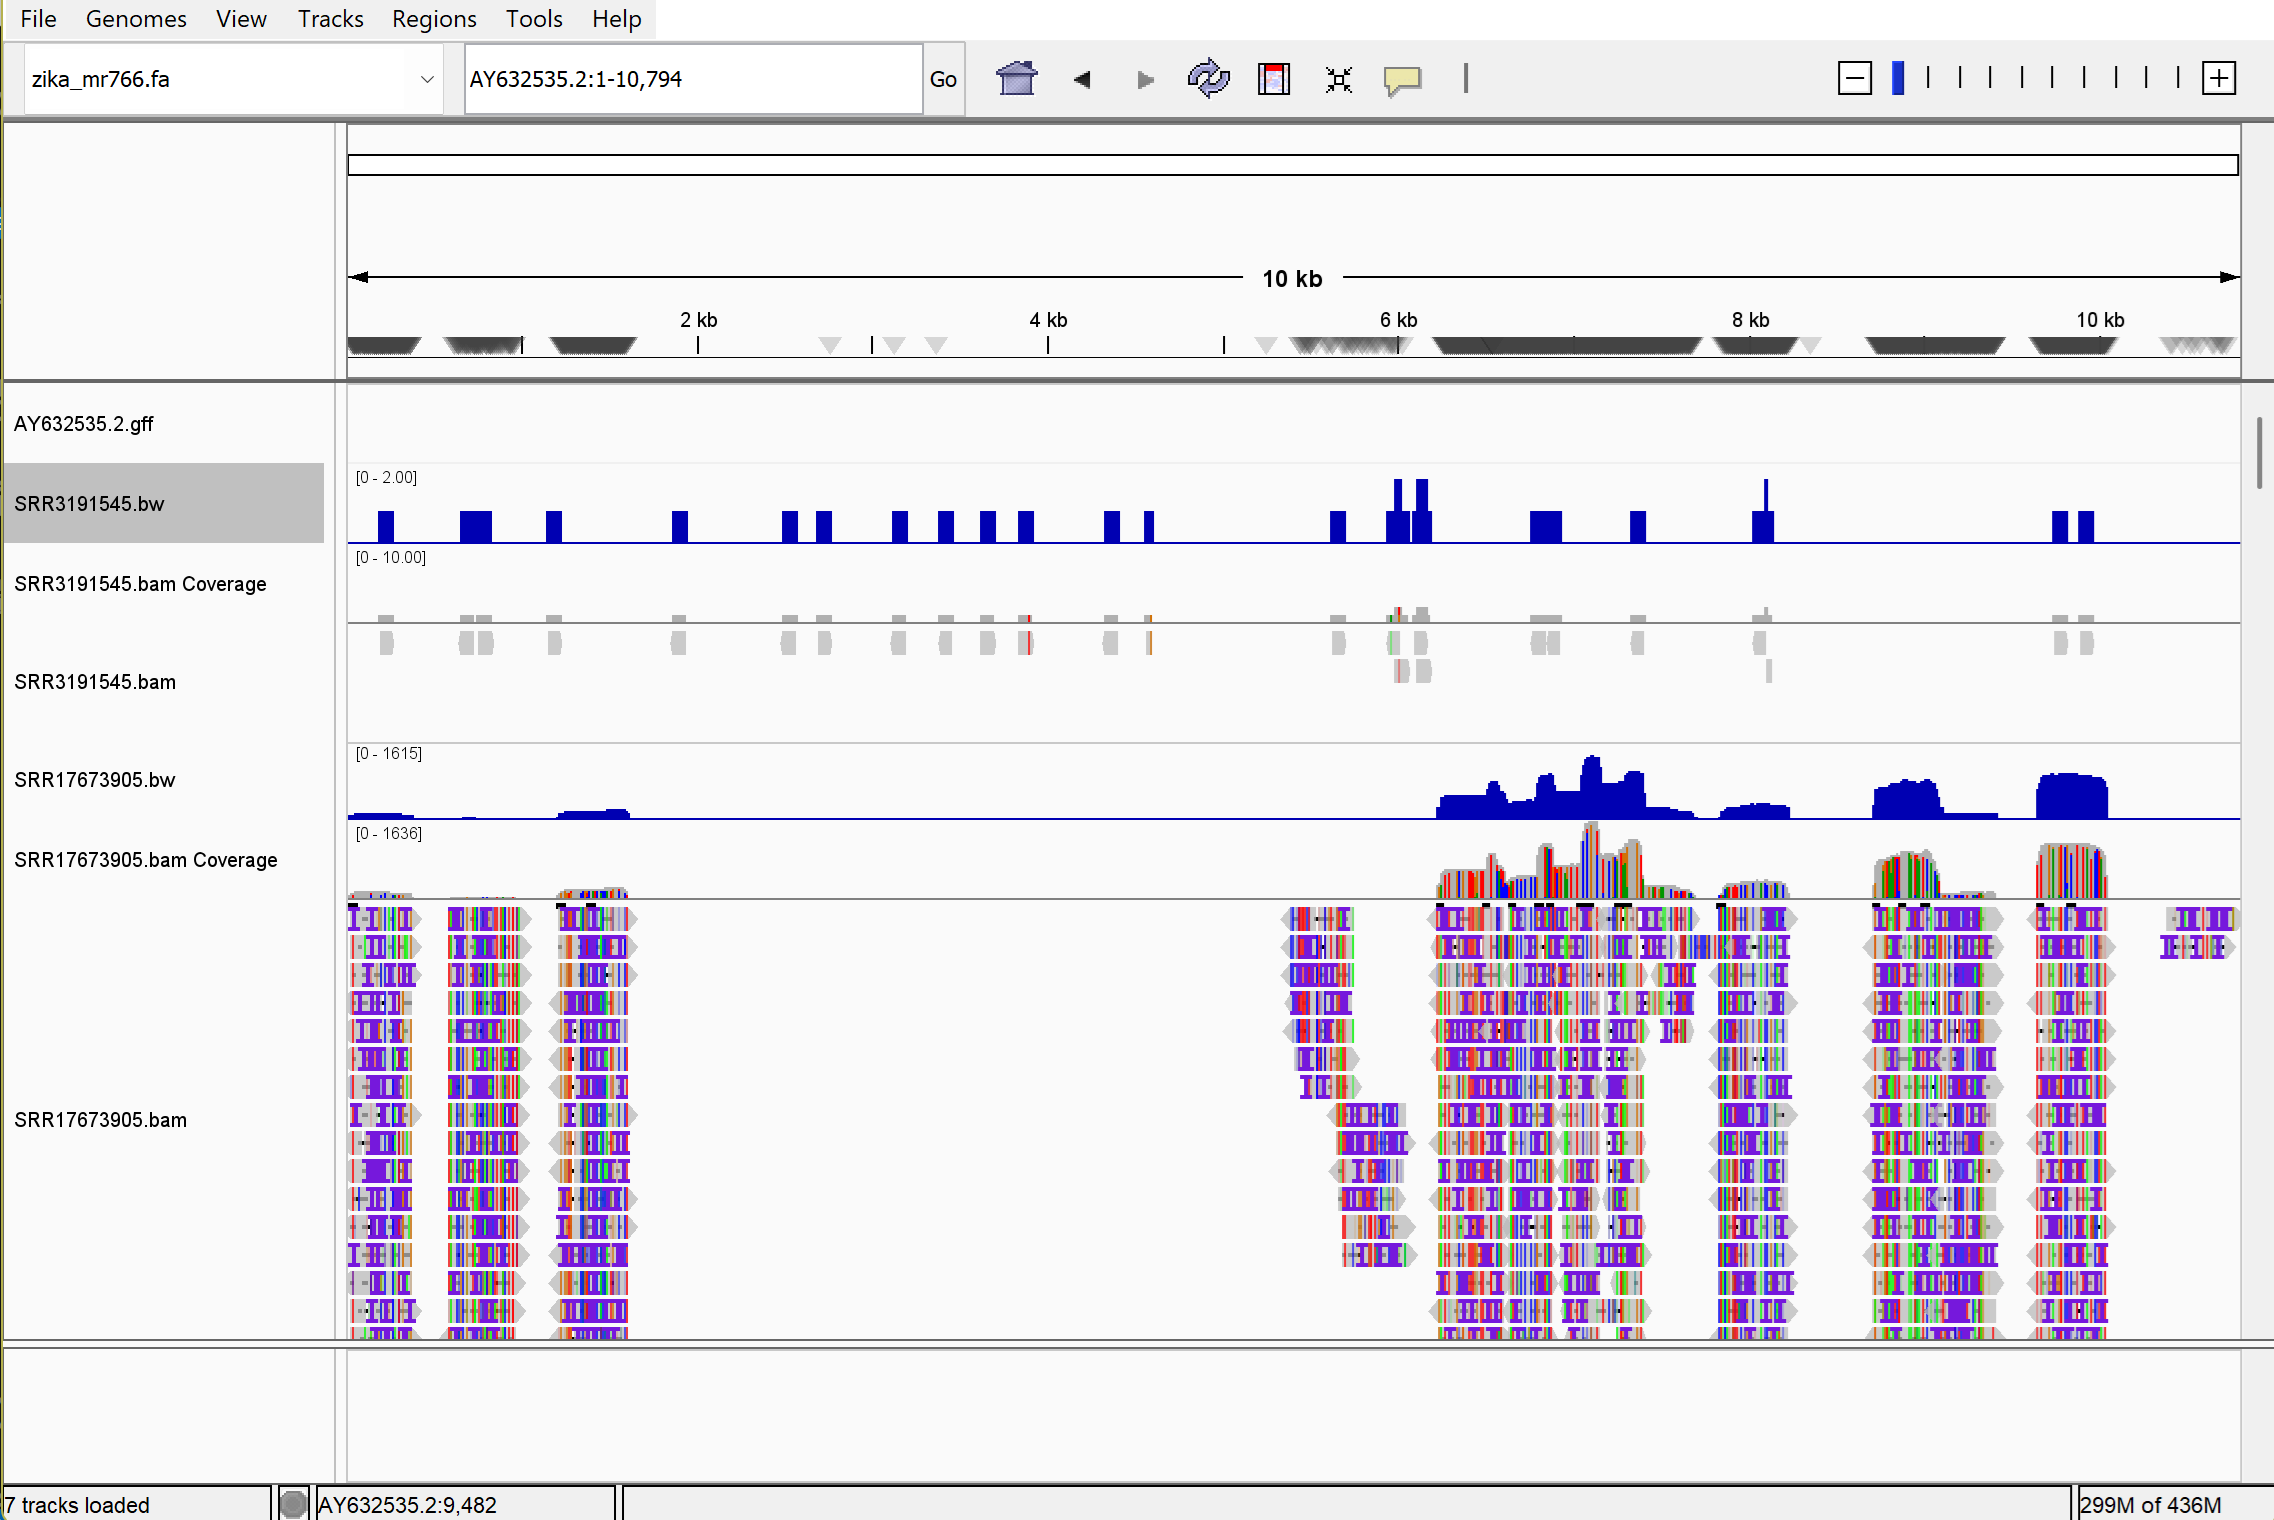 File Genomes View Tracks Regions Tools Help
zika_mr766.fa AY632535.2:1-10,794 Go
10 kb
2 kb 4 kb 6 kb 8 kb 10 kb
AY632535.2.gff
[0 - 2.00]
SRR3191545.bw
[0 - 10.00]
SRR3191545.bam Coverage
SRR3191545.bam
[0 - 1615]
SRR17673905.bw
[0 - 1636]
SRR17673905.bam Coverage
SRR17673905.bam
7 tracks loaded AY632535.2:9,482 299M of 436M